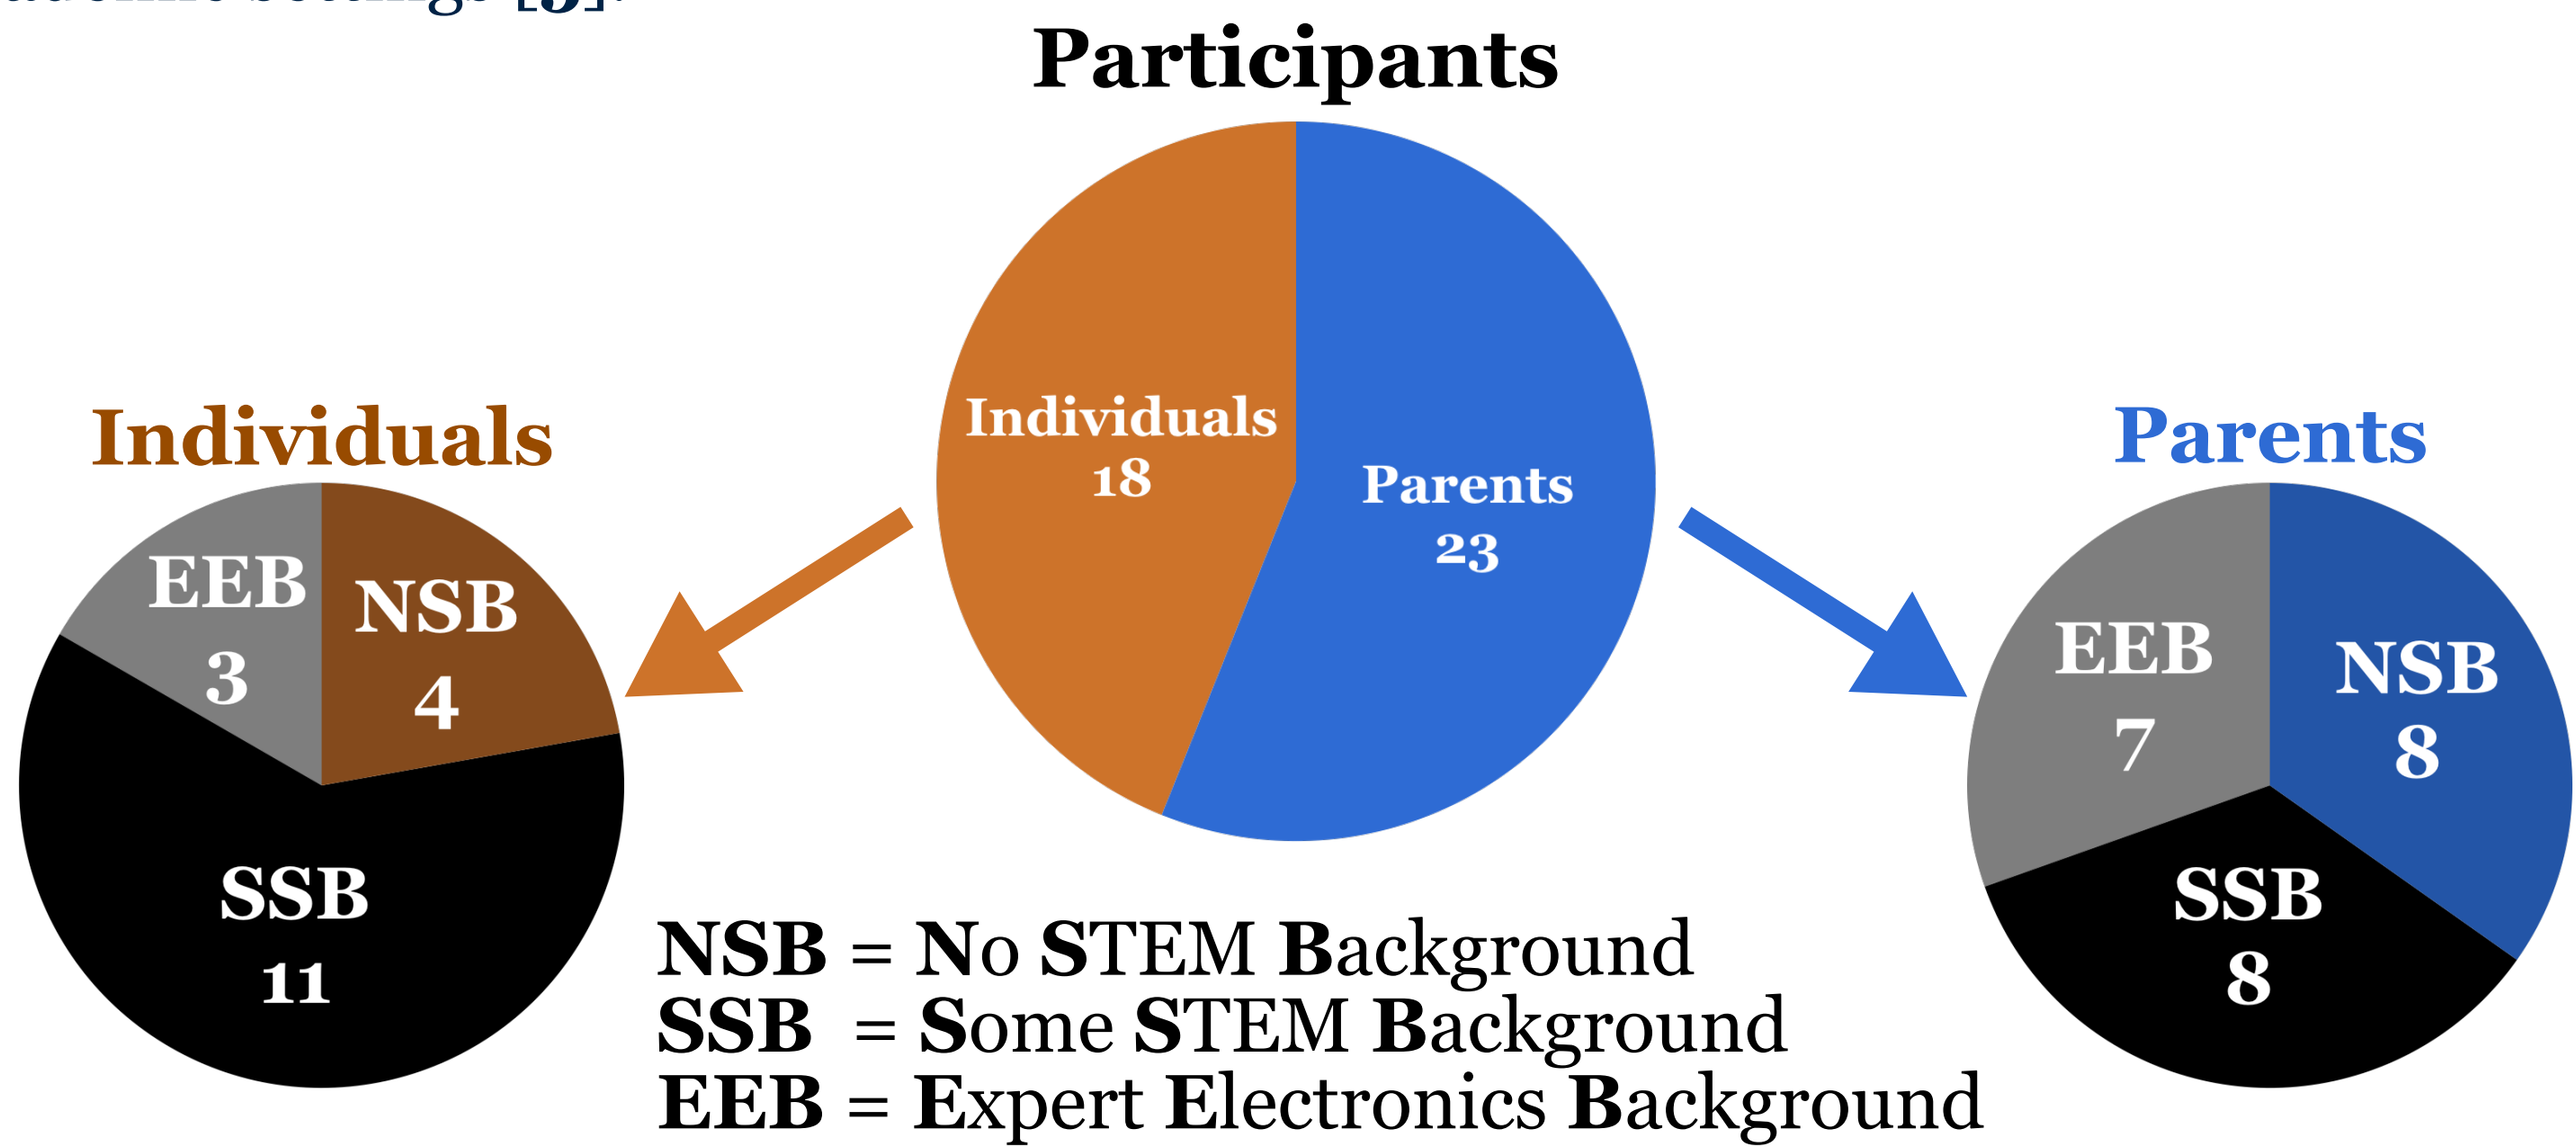 Participants
Individuals
18
Parents
23
Individuals
EEB
3
NSB
4
SSB
11
Parents
EEB
7
NSB
8
SSB
8
NSB = No STEM Background
SSB = Some STEM Background
EEB = Expert Electronics Background